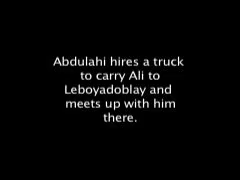 Abdulahi hires a truck
to carry Ali to
Leboyadoblay and
meets up with him
there.